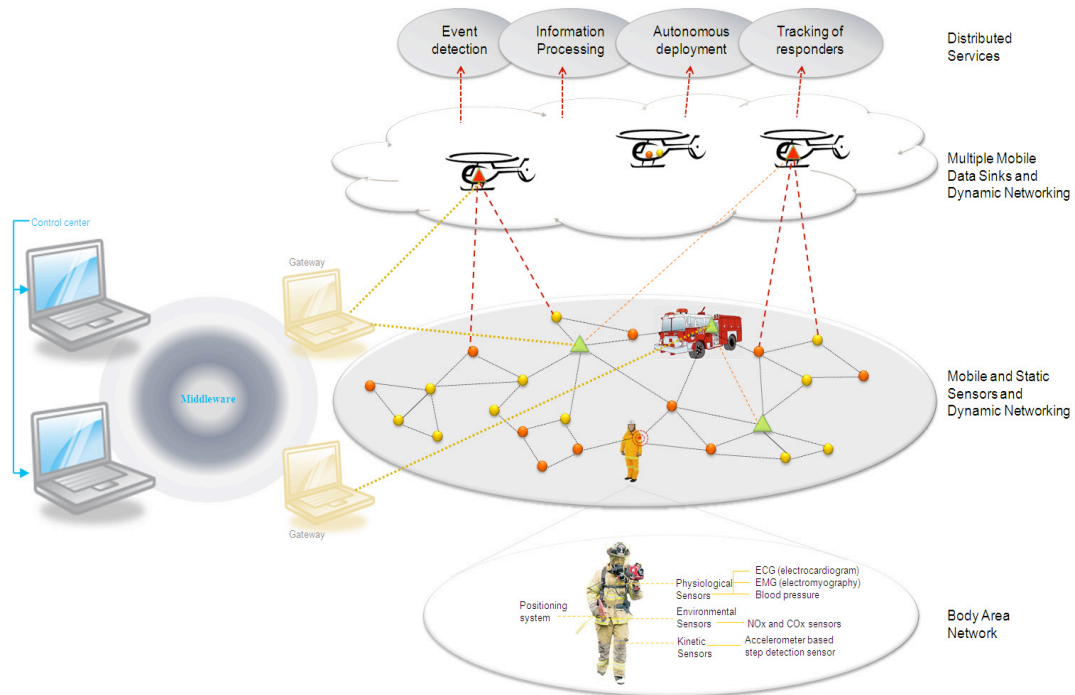 Event
detection
Information
Processing
Autonomous
deployment
Tracking of
responders
Distributed
Services
Multiple Mobile
Data Sinks and
Dynamic Networking
Control center
Gateway
Middleware
Mobile and Static
Sensors and
Dynamic Networking
Gateway
ECG (electrocardiogram)
Physiological
Sensors
EMG (electromyography)
Blood pressure
Positioning
system
Environmental
Sensors
NOx and COx sensors
Kinetic
Sensors
Accelerometer based
step detection sensor
Body Area
Network